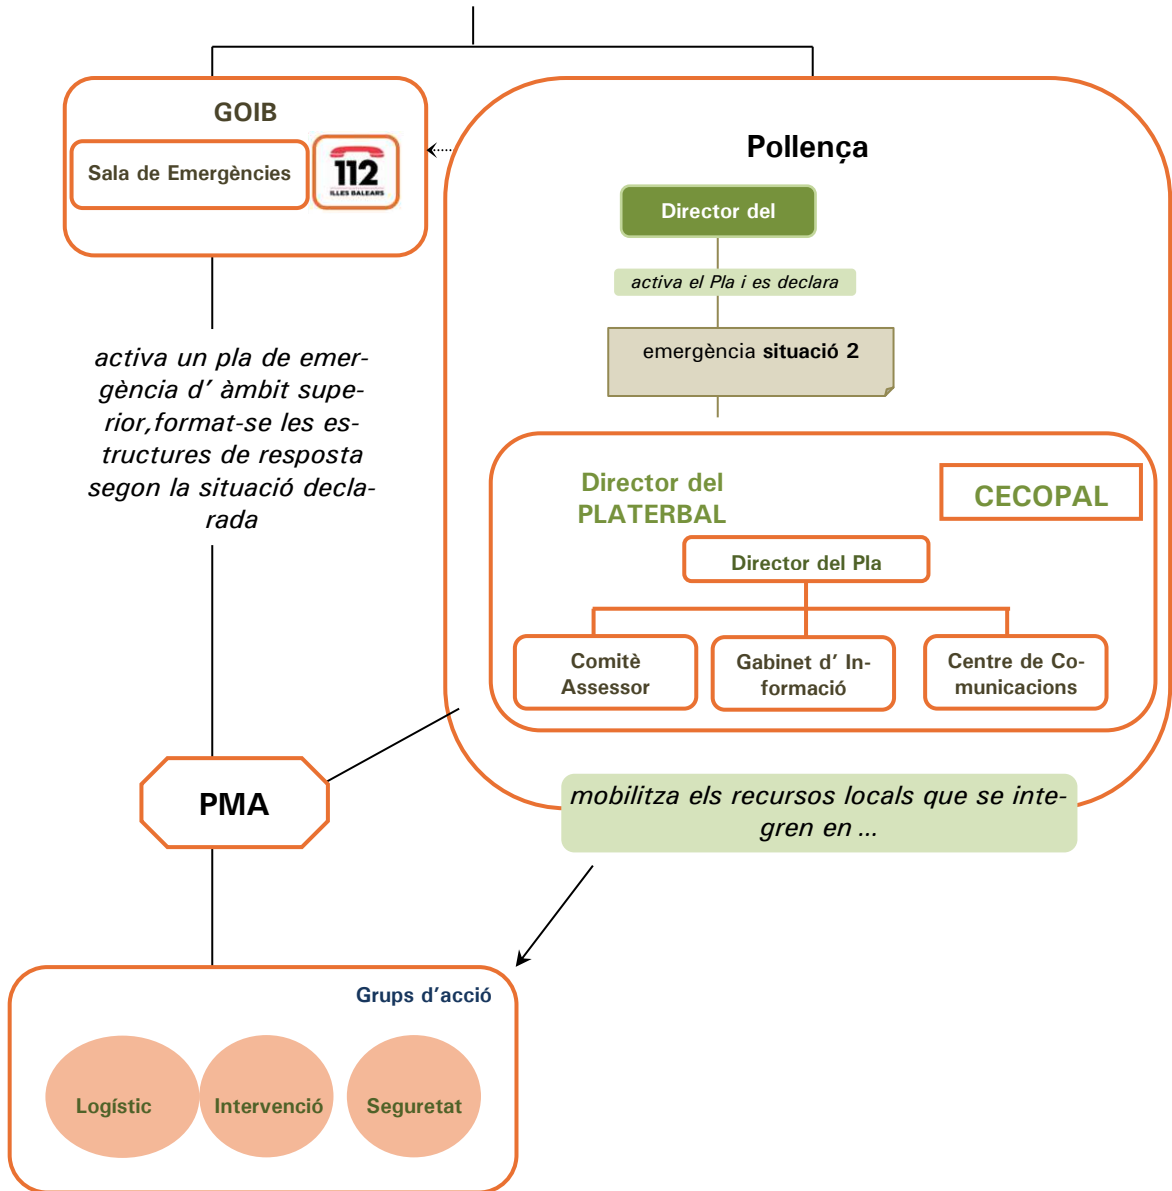 GOIB
Sala de Emergències
112
ILLES BALEARS
activa un pla de emer-
gència d' àmbit supe-
rior,format-se les es-
tructures de resposta
segon la situació decla-
rada
Pollença
Director del
activa el Pla i es declara
emergència situació 2
Director del
PLATERBAL
CECOPAL
Director del Pla
Comitè
Assessor
Gabinet d' In-
formació
Centre de Co-
municacions
PMA
mobilitza els recursos locals que se inte-
gren en ...
Grups d'acció
Logístic
Intervenció
Seguretat